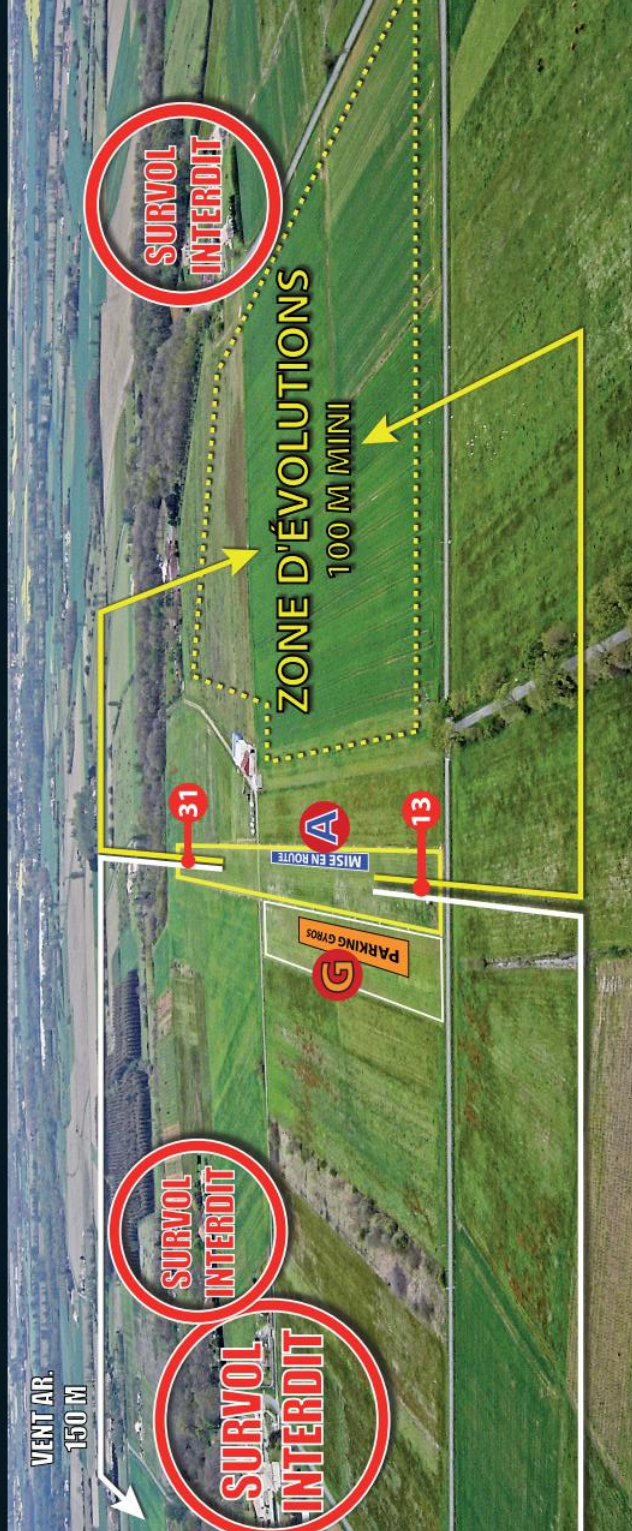 VENT AR.
150 M
SURVOL
INTERDIT
SURVOL
INTERDIT
G
PARKING GYROS
31
MISE EN ROUTE
A
13
ZONE D'ÉVOLUTIONS
100 M MINI
SURVOL
INTERDIT